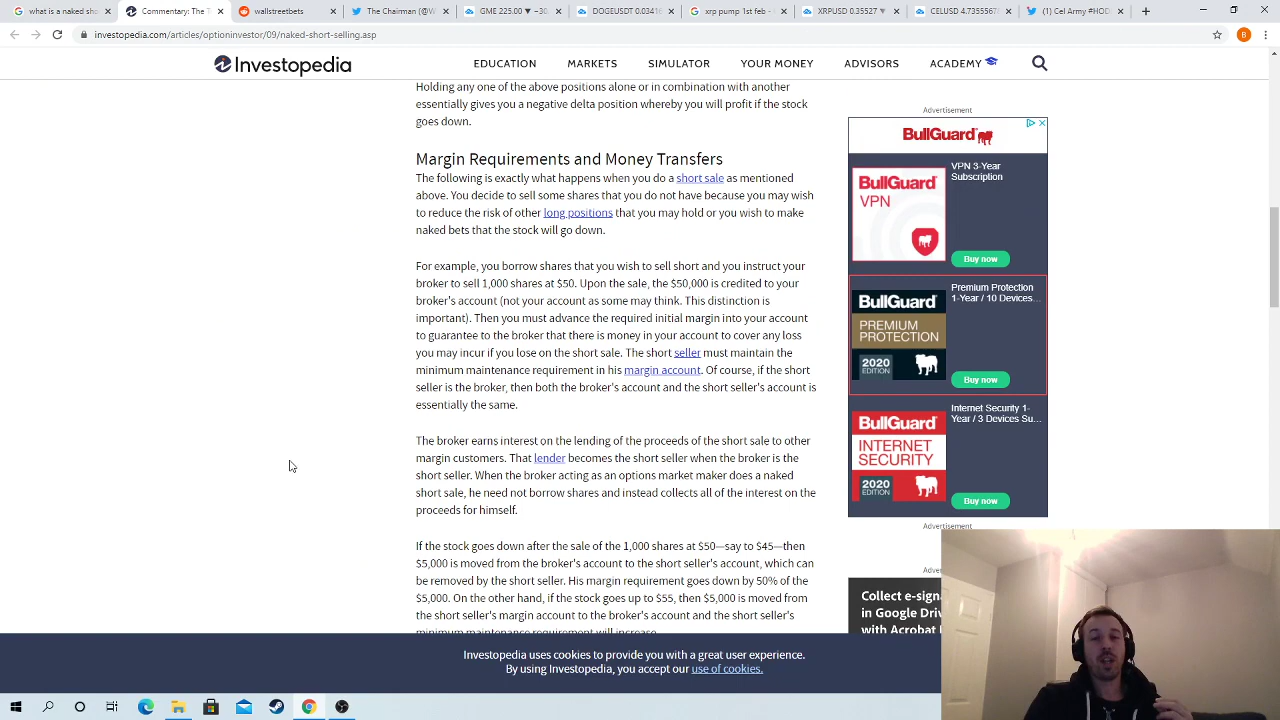 what is a naked sho
Commentary: The T
wallstreetbets
The Chairman (@W
GME 225.00 ▼ −30.
DOGEUSDT 0.03416
xrp pump 1st feb -
XRPUSD 0.35527 ▼
CELUSD 4.7355567
(1) Cel Army #HOD
investopedia.com/articles/optioninvestor/09/naked-short-selling.asp
B
Investopedia
EDUCATION
MARKETS
SIMULATOR
YOUR MONEY
ADVISORS
ACADEMY
Holding any one of the above positions alone or in combination with another
essentially gives you a negative delta position whereby you will profit if the stock
goes down.
Margin Requirements and Money Transfers
The following is exactly what happens when you do a short sale as mentioned
above. You decide to sell some shares that you do not have because you may wish
to reduce the risk of other long positions that you may hold or you wish to make
naked bets that the stock will go down.
For example, you borrow shares that you wish to sell short and you instruct your
broker to sell 1,000 shares at $50. Upon the sale, the $50,000 is credited to your
broker's account (not your account as some may think. This distinction is
important). Then you must advance the required initial margin into your account
to guarantee to the broker that there is money in your account to cover any loss
you may incur if you lose on the short sale. The short seller must maintain the
minimum maintenance requirement in his margin account. Of course, if the short
seller is the broker, then both the broker's account and the short seller's account is
essentially the same.
The broker earns interest on the lending of the proceeds of the short sale to other
margin customers. That lender becomes the short seller when the broker is the
short seller. When the broker acting as an options market maker does a naked
short sale, he need not borrow shares and instead collects all of the interest on the
proceeds for himself.
If the stock goes down after the sale of the 1,000 shares at $50—say to $45—then
$5,000 is moved from the broker's account to the short seller's account, which can
be removed by the short seller. His margin requirement goes down by 50% of the
$5,000. On the other hand, if the stock goes up to $55, then $5,000 is moved from
the short seller's margin account to the broker's account and the short seller's
minimum maintenance requirement will increase.
Advertisement
BullGuard
BullGuard
VPN
VPN 3-Year
Subscription
Buy now
BullGuard
PREMIUM
PROTECTION
2020
EDITION
Premium Protection
1-Year / 10 Devices...
Buy now
BullGuard
INTERNET
SECURITY
2020
EDITION
Internet Security 1-
Year / 3 Devices Su...
Buy now
Advertisement
Adver
Collect e-signa
in Google Driv
with Acrobat
Investopedia uses cookies to provide you with a great user experience.
By using Investopedia, you accept our use of cookies.